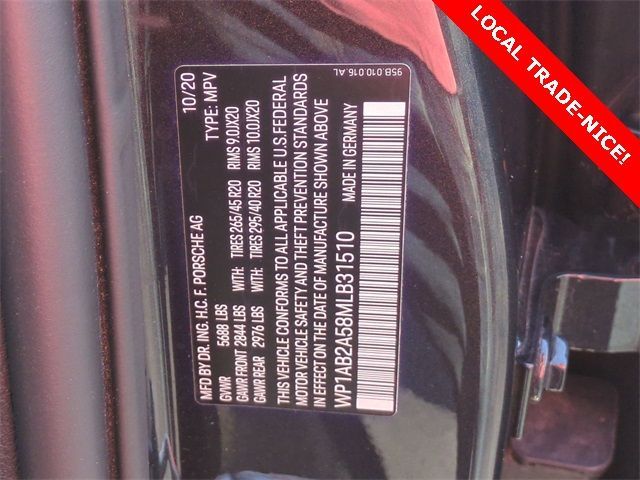 LOCAL TRADE-NICE!
MFD BY DR. ING. H.C. F. PORSCHE AG 10/20
GVWR 5688 LBS TYPE: MPV
GAWR FRONT 2844 LBS WITH: TIRES 265/45 R20 RIMS 9.0JX20
GAWR REAR 2976 LBS WITH: TIRES 295/40 R20 RIMS 10.0JX20
THIS VEHICLE CONFORMS TO ALL APPLICABLE U.S. FEDERAL
MOTOR VEHICLE SAFETY AND THEFT PREVENTION STANDARDS
IN EFFECT ON THE DATE OF MANUFACTURE SHOWN ABOVE
WP1AB2A58MLB31510 MADE IN GERMANY
95B.010.016.AL